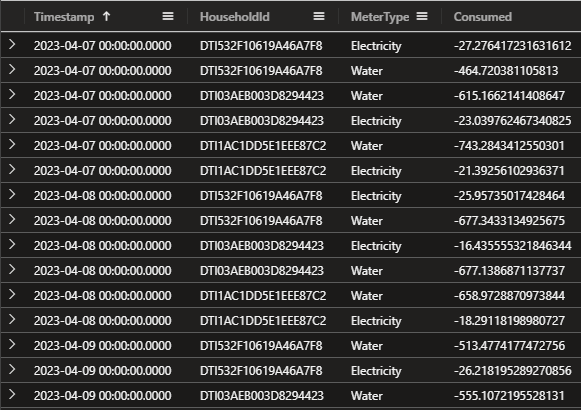 Timestamp ↑ HouseholdId MeterType Consumed
2023-04-07 00:00:00.0000 DTI532F10619A46A7F8 Electricity -27.276417231631612
2023-04-07 00:00:00.0000 DTI532F10619A46A7F8 Water -464.720381105813
2023-04-07 00:00:00.0000 DTI03AEB003D8294423 Water -615.1662141408647
2023-04-07 00:00:00.0000 DTI03AEB003D8294423 Electricity -23.039762467340825
2023-04-07 00:00:00.0000 DTI1AC1DD5E1EEE87C2 Water -743.2843412550301
2023-04-07 00:00:00.0000 DTI1AC1DD5E1EEE87C2 Electricity -21.39256102936371
2023-04-08 00:00:00.0000 DTI532F10619A46A7F8 Electricity -25.95735017428464
2023-04-08 00:00:00.0000 DTI532F10619A46A7F8 Water -677.3433134925675
2023-04-08 00:00:00.0000 DTI03AEB003D8294423 Electricity -16.435555321846344
2023-04-08 00:00:00.0000 DTI03AEB003D8294423 Water -677.1386871137737
2023-04-08 00:00:00.0000 DTI1AC1DD5E1EEE87C2 Water -658.9728870973844
2023-04-08 00:00:00.0000 DTI1AC1DD5E1EEE87C2 Electricity -18.29118198980727
2023-04-09 00:00:00.0000 DTI532F10619A46A7F8 Water -513.4774177472756
2023-04-09 00:00:00.0000 DTI532F10619A46A7F8 Electricity -26.218195289270856
2023-04-09 00:00:00.0000 DTI03AEB003D8294423 Water -555.1072195528131